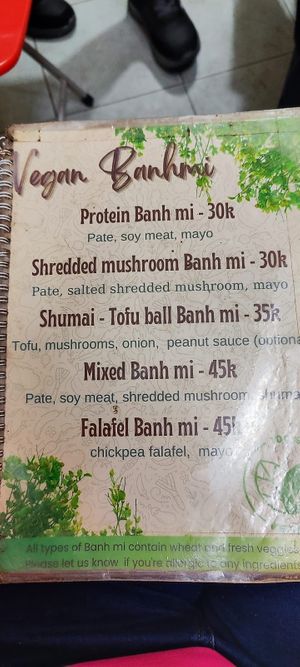 Vegan Banhmi
Protein Banh mi - 30k
Pate, soy meat, mayo
Shredded mushroom Banh mi - 30k
Pate, salted shredded mushroom, mayo
Shumai - Tofu ball Banh mi - 35k
Tofu, mushrooms, onion, peanut sauce (optiona
Mixed Banh mi - 45k
Pate, soy meat, shredded mushroom, shuma
Falafel Banh mi - 45k
chickpea falafel, mayo
All types of Banh mi contain wheat and fresh veggies
Please let us know if you're allergic to any ingredients